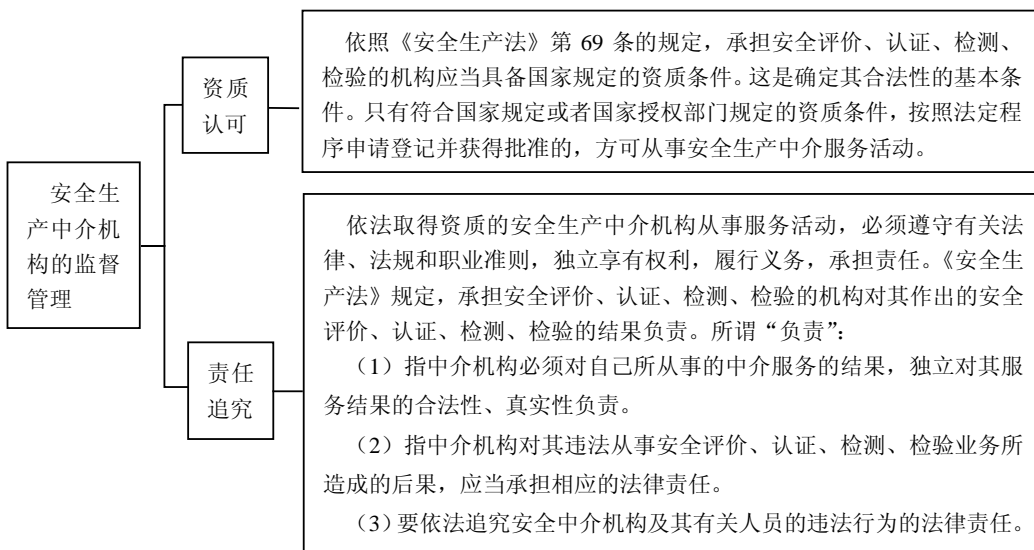 安全生
产中介机
构的监督
管理
资质
认可
依照《安全生产法》第 69 条的规定，承担安全评价、认证、检测、
检验的机构应当具备国家规定的资质条件。这是确定其合法性的基本条
件。只有符合国家规定或者国家授权部门规定的资质条件，按照法定程
序申请登记并获得批准的，方可从事安全生产中介服务活动。
责任
追究
依法取得资质的安全生产中介机构从事服务活动，必须遵守有关法
律、法规和职业准则，独立享有权利，履行义务，承担责任。《安全生
产法》规定，承担安全评价、认证、检测、检验的机构对其作出的安全
评价、认证、检测、检验的结果负责。所谓“负责”：
（1）指中介机构必须对自己所从事的中介服务的结果，独立对其服
务结果的合法性、真实性负责。
（2）指中介机构对其违法从事安全评价、认证、检测、检验业务所
造成的后果，应当承担相应的法律责任。
（3）要依法追究安全中介机构及其有关人员的违法行为的法律责任。